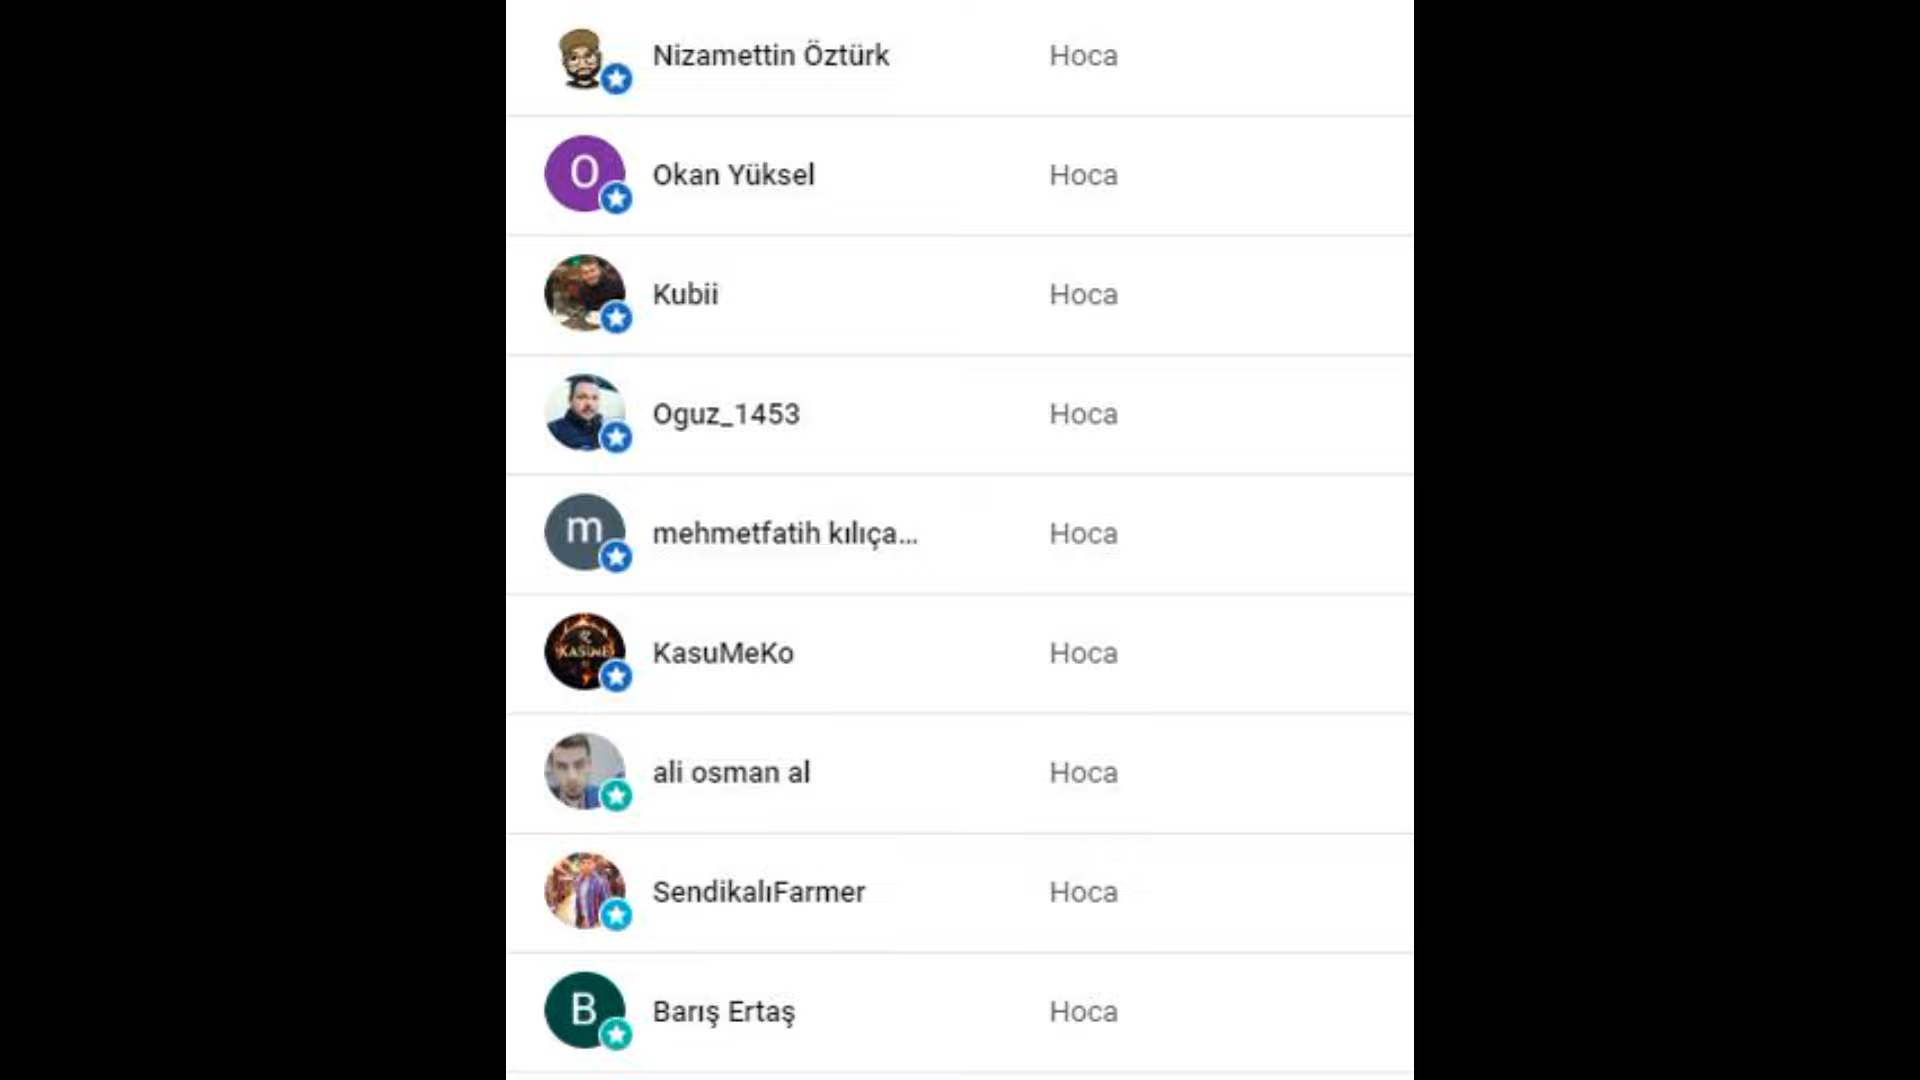 Nizamettin Öztürk Hoca
O Okan Yüksel Hoca
Kubii Hoca
Oguz_1453 Hoca
m mehmetfatih kılıça... Hoca
KasuMeKo Hoca
ali osman al Hoca
SendikalıFarmer Hoca
B Barış Ertaş Hoca